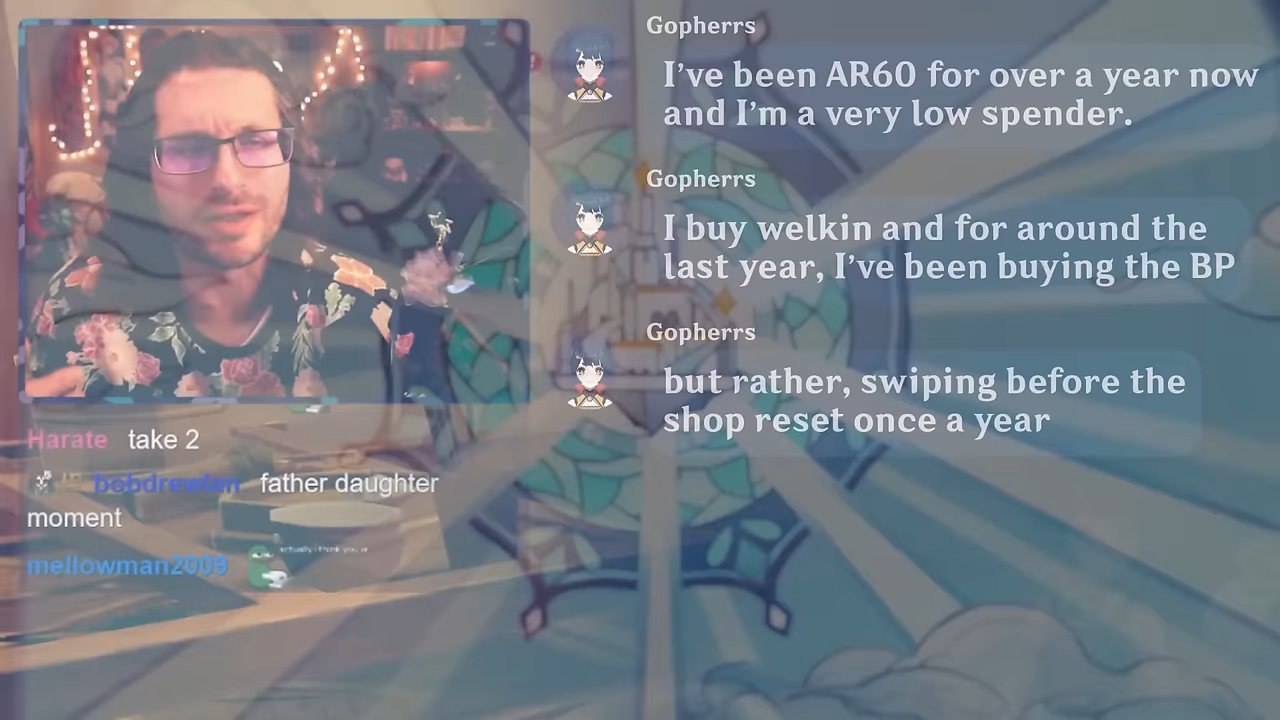 Gopherrs
I've been AR60 for over a year now
and I'm a very low spender.
Gopherrs
I buy welkin and for around the
last year, I've been buying the BP
Gopherrs
but rather, swiping before the
shop reset once a year
Harate take 2
bobdrewtan father daughter
moment
mellowman2009